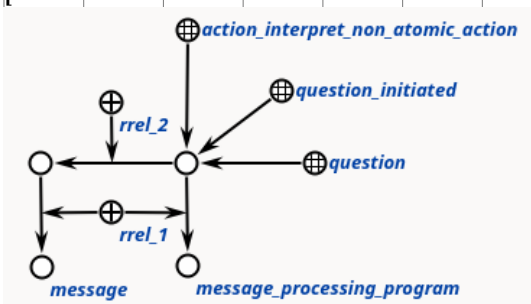 action_interpret_non_atomic_action
question_initiated
rrel_2
question
rrel_1
message
message_processing_program